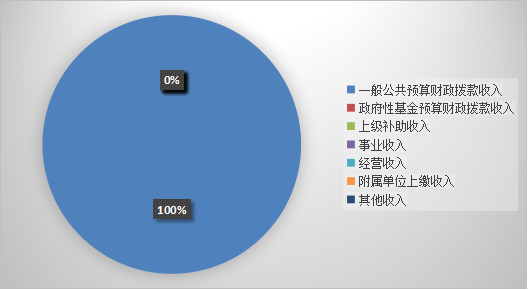 0%
100%
一般公共预算财政拨款收入
政府性基金预算财政拨款收入
上级补助收入
事业收入
经营收入
附属单位上缴收入
其他收入